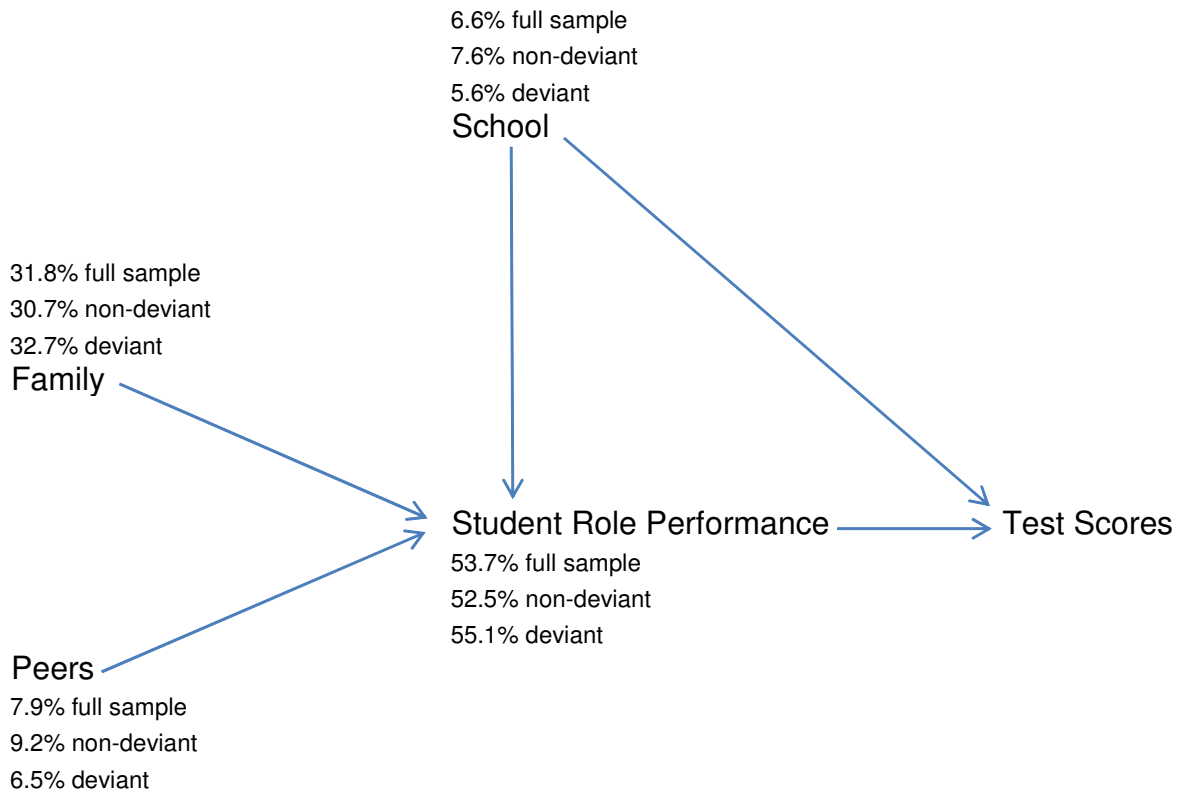 6.6% full sample
7.6% non-deviant
5.6% deviant
School
31.8% full sample
30.7% non-deviant
32.7% deviant
Family
Student Role Performance
53.7% full sample
52.5% non-deviant
55.1% deviant
Test Scores
Peers
7.9% full sample
9.2% non-deviant
6.5% deviant